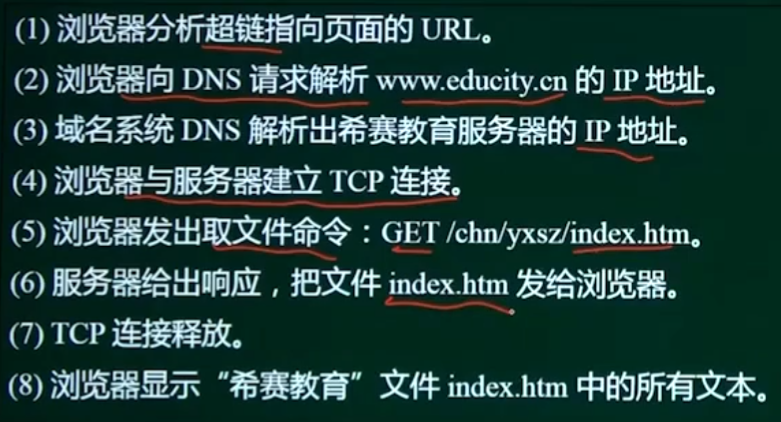 (1) 浏览器分析超链指向页面的 URL。
(2) 浏览器向 DNS 请求解析 www.educity.cn 的 IP 地址。
(3) 域名系统 DNS 解析出希赛教育服务器的 IP 地址。
(4) 浏览器与服务器建立 TCP 连接。
(5) 浏览器发出取文件命令：GET /chn/yxsz/index.htm。
(6) 服务器给出响应，把文件 index.htm 发给浏览器。
(7) TCP 连接释放。
(8) 浏览器显示“希赛教育”文件 index.htm 中的所有文本。